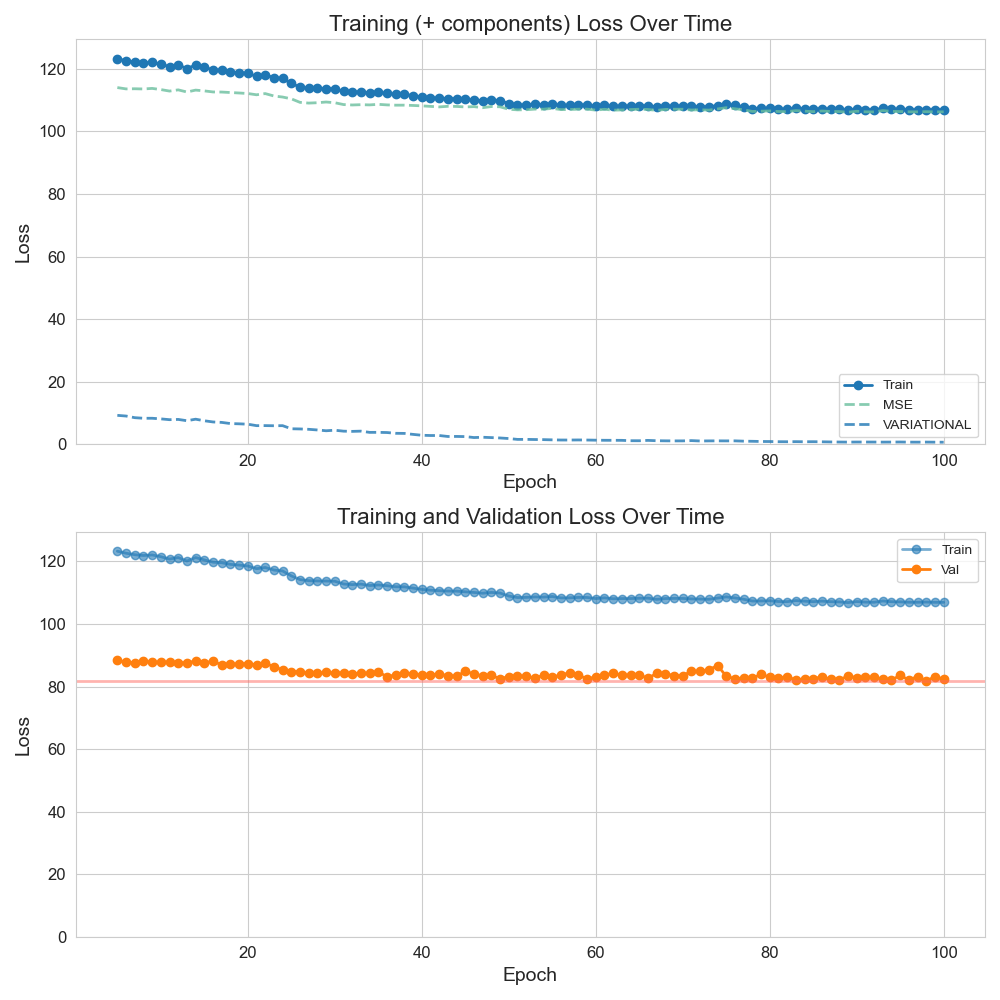 Training (+ components) Loss Over Time
120
100
80
60
40
20
0
Loss
Train
MSE
VARIATIONAL
20 40 60 80 100
Epoch
Training and Validation Loss Over Time
120
100
80
60
40
20
0
Loss
Train
Val
20 40 60 80 100
Epoch